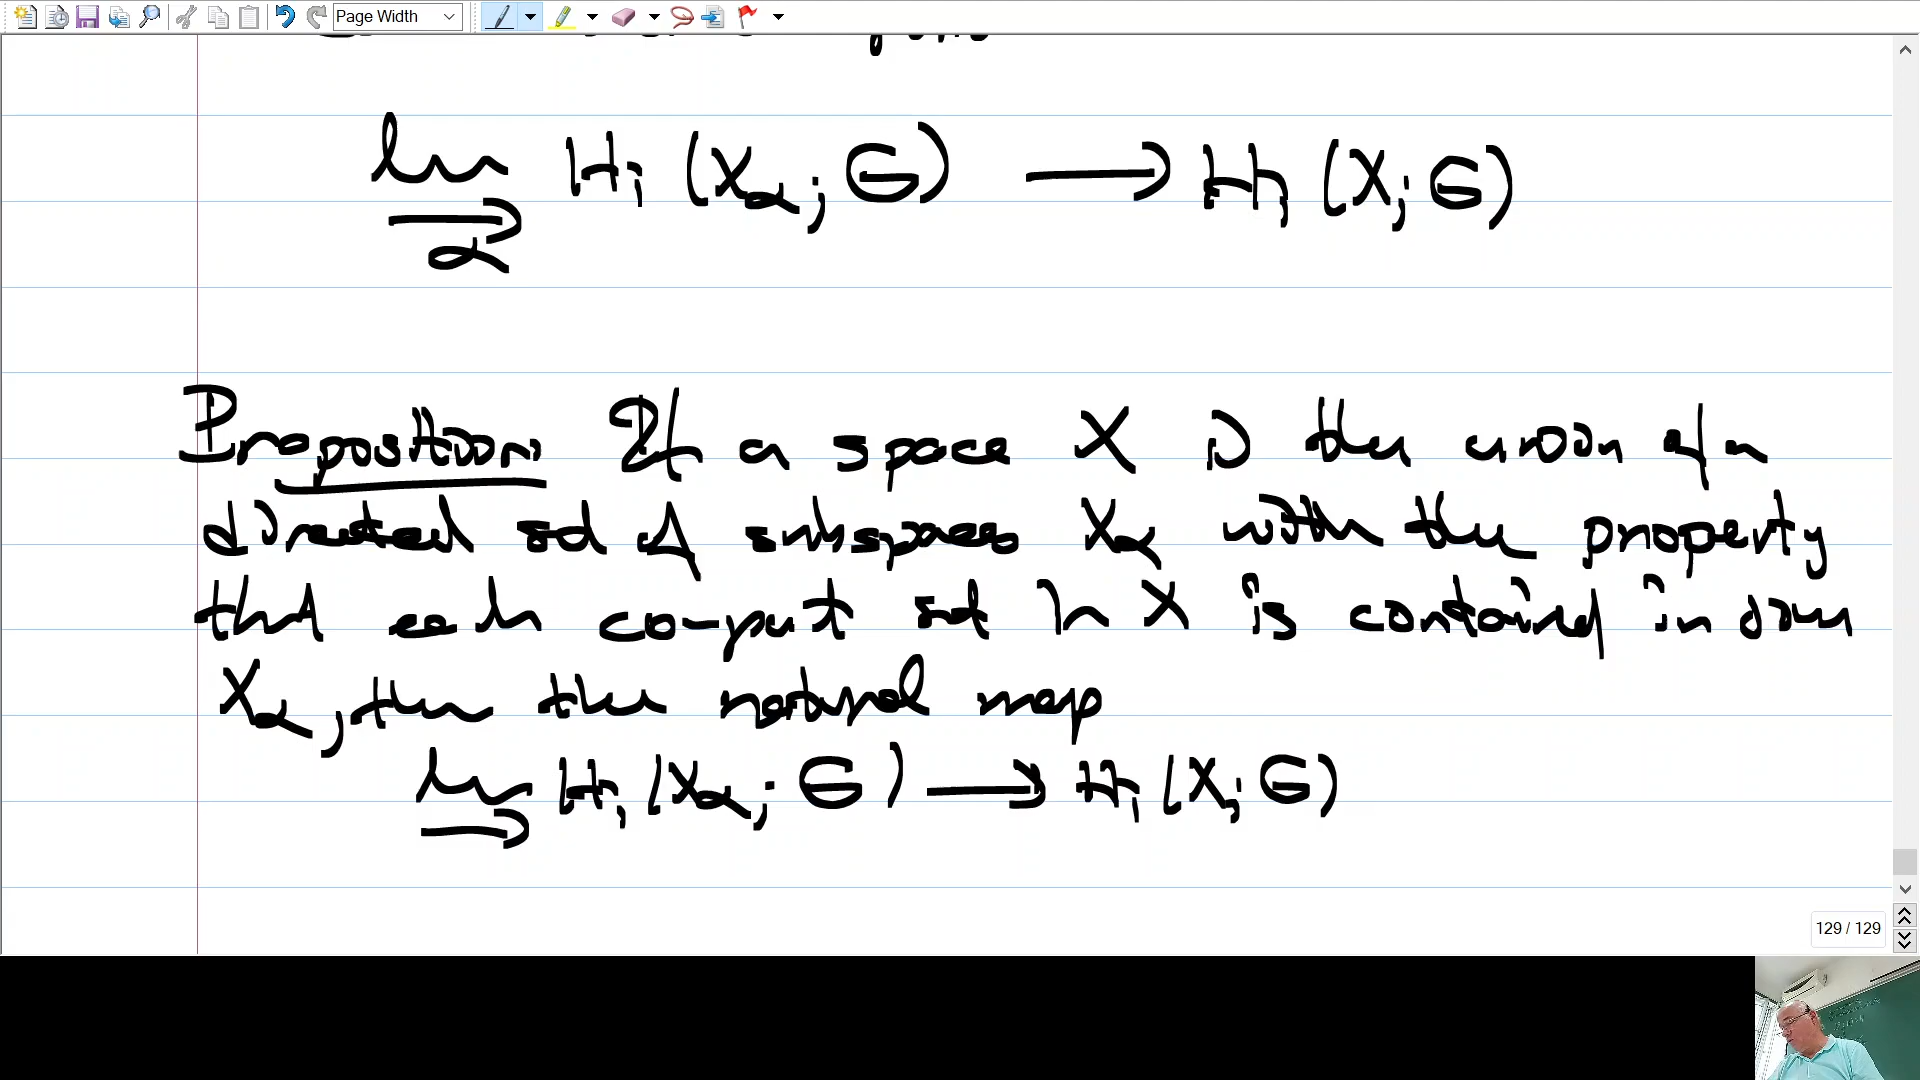 Page Width
lim H_i (X_α; G) ⟶ H_i (X; G)
⟶
α
Proposition: If a space X is the union of a
directed set of subspaces X_α with the property
that each compact set in X is contained in some
X_α, then the natural map
lim H_i (X_α; G) ⟶ H_i (X; G)
⟶
129 / 129